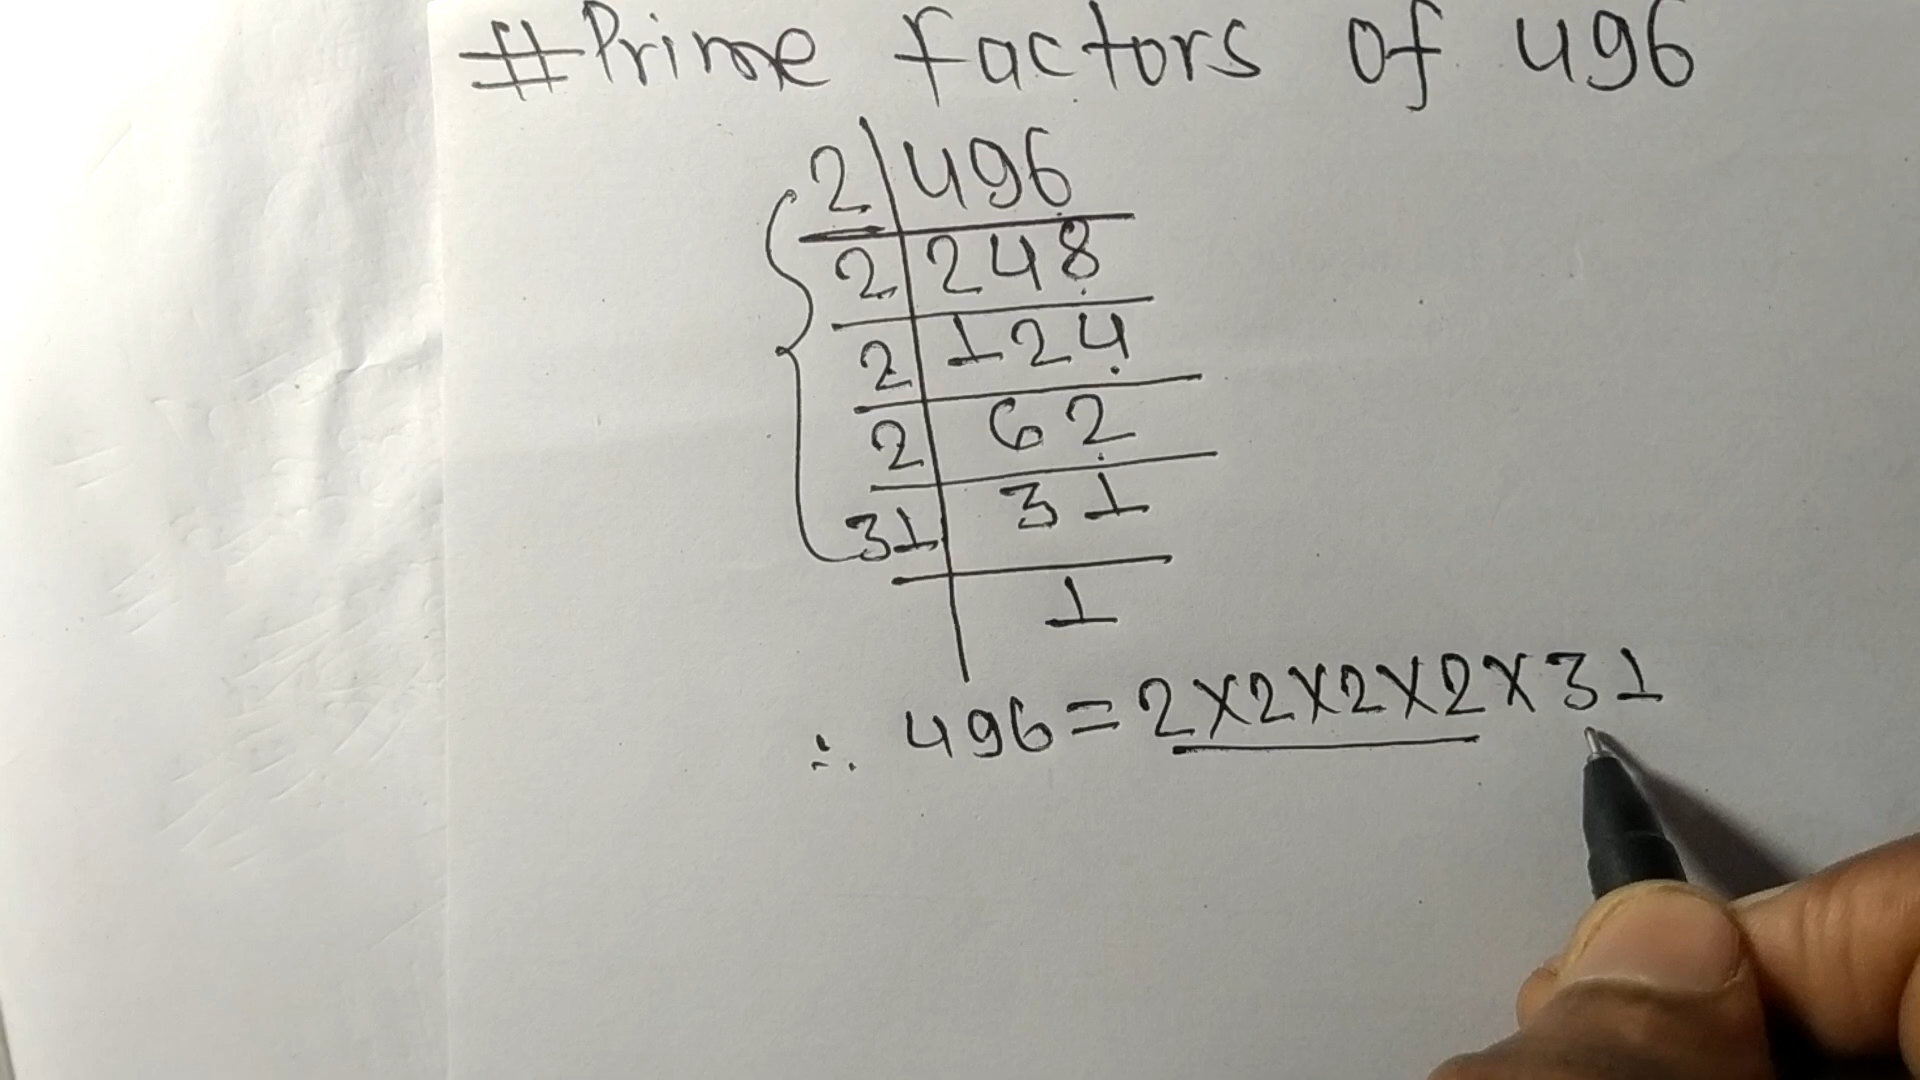 #Prime factors of 496
2 | 496
2 | 248
2 | 124
2 | 62
31 | 31
1
∴ 496 = 2×2×2×2×31